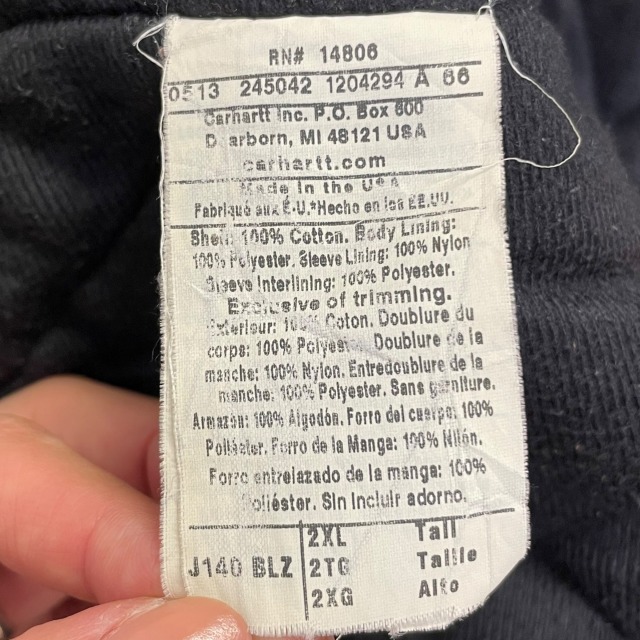 RN# 14806
0513 245042 1204294 A 66
Carhartt Inc. P.O. Box 600
Dearborn, MI 48121 USA
carhartt.com
Made in the USA
Fabriqué aux É.U.*Hecho en los EE.UU.
Shell: 100% Cotton. Body Lining:
100% Polyester. Sleeve Lining: 100% Nylon
Sleeve Interlining: 100% Polyester.
Exclusive of trimming.
Extérieur: 100% Coton. Doublure du
corps: 100% Polyester. Doublure de la
manche: 100% Nylon. Entredoublure de la
manche: 100% Polyester. Sans garniture.
Armazón: 100% Algodón. Forro del cuerpo: 100%
Poliéster. Forro de la Manga: 100% Nilón.
Forro entrelazado de la manga: 100%
Poliéster. Sin incluir adorno.
J140 BLZ
2XL Tall
2TG Taille
2XG Alto